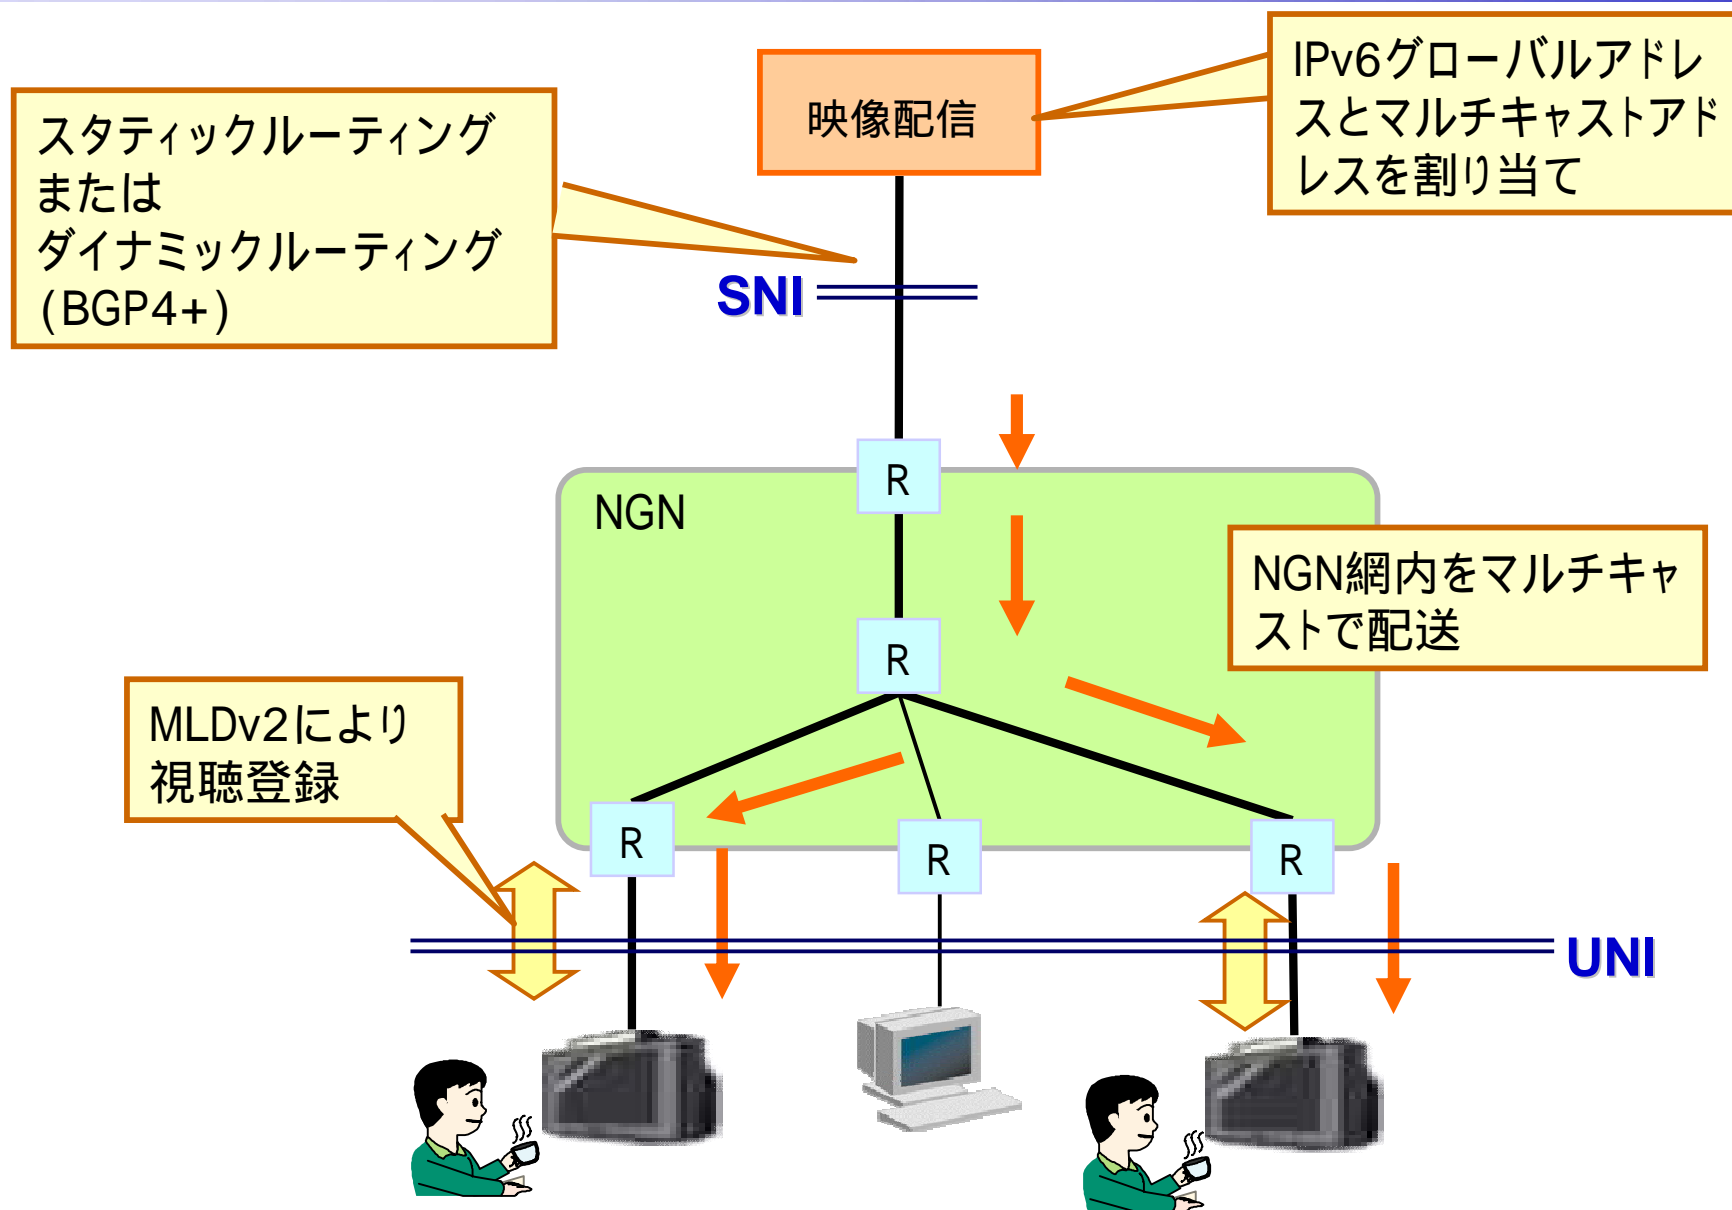 IPv6グローバルアドレ
スとマルチキャストアド
レスを割り当て
映像配信
スタティックルーティング
または
ダイナミックルーティング
(BGP4+)
SNI
R
NGN
NGN網内をマルチキャ
ストで配送
R
MLDv2により
視聴登録
R
R
R
UNI